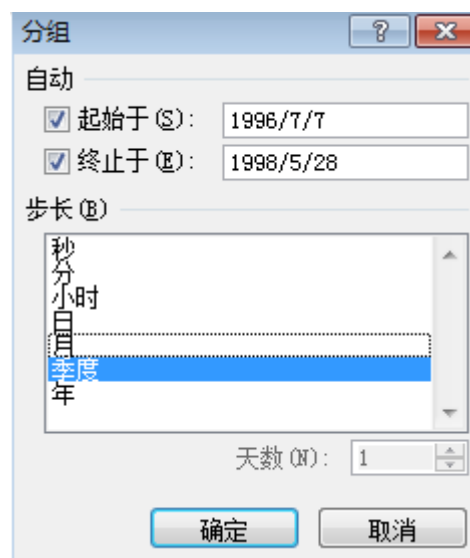 分组
自动
起始于(S): 1996/7/7
终止于(E): 1998/5/28
步长(B)
秒
分
小时
日
月
季度
年
天数(N): 1
确定 取消